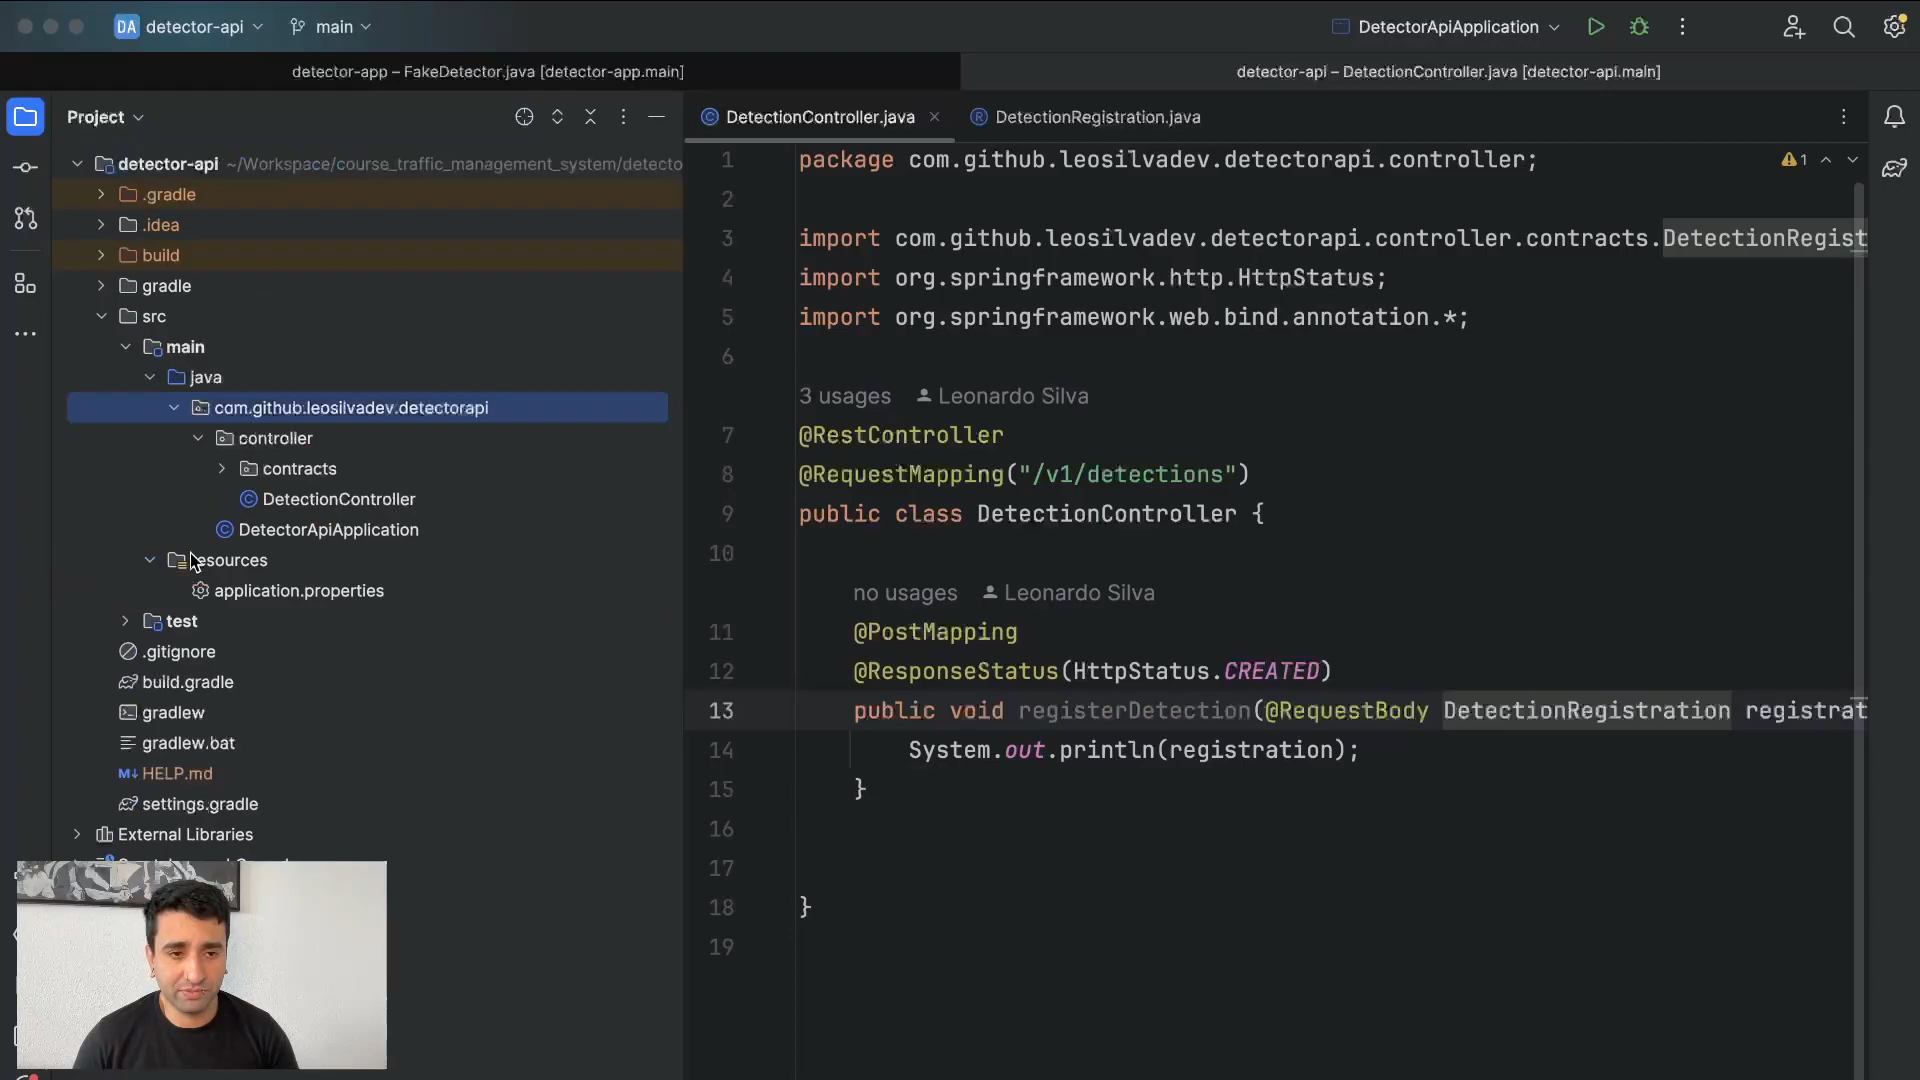 DA detector-api
main
DetectorApiApplication
detector-app – FakeDetector.java [detector-app.main]
detector-api – DetectionController.java [detector-api.main]
Project
DetectionController.java
DetectionRegistration.java
detector-api ~/Workspace/course_traffic_management_system/detecto
.gradle
.idea
build
gradle
src
main
java
com.github.leosilvadev.detectorapi
controller
contracts
DetectionController
DetectorApiApplication
resources
application.properties
test
.gitignore
build.gradle
gradlew
gradlew.bat
M↓ HELP.md
settings.gradle
External Libraries
1 package com.github.leosilvadev.detectorapi.controller;
1
2
3 import com.github.leosilvadev.detectorapi.controller.contracts.DetectionRegist
4 import org.springframework.http.HttpStatus;
5 import org.springframework.web.bind.annotation.*;
6
3 usages Leonardo Silva
7 @RestController
8 @RequestMapping("/v1/detections")
9 public class DetectionController {
10
no usages Leonardo Silva
11 @PostMapping
12 @ResponseStatus(HttpStatus.CREATED)
13 public void registerDetection(@RequestBody DetectionRegistration registrat
14 System.out.println(registration);
15 }
16
17
18 }
19